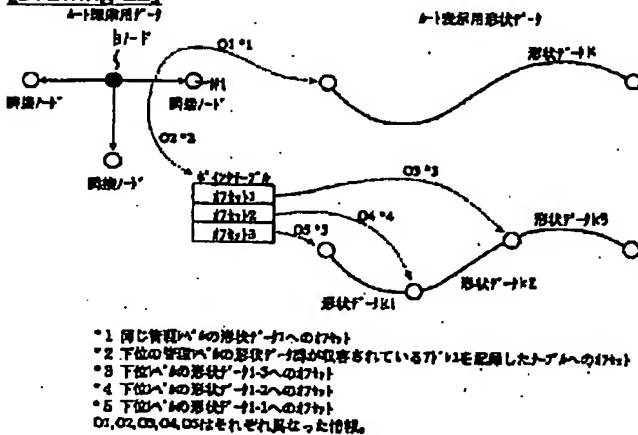 [DRAWING 22]
ルート探索用データ
ルート表示用形状データ
Bノード
隣接ノード
N1
隣接ノード
隣接ノード
O1 *1
形状データK
O2 *2
ポインタテーブル
オフセット1
オフセット2
オフセット3
O3 *3
O4 *4
O5 *3
形状データK1
形状データK2
形状データK3
*1 同じ管理レベルの形状データ1へのオフセット
*2 下位の管理レベルの形状データ群が収容されているアドレスを記録したテーブルへのオフセット
*3 下位レベルの形状データ1-3へのオフセット
*4 下位レベルの形状データ1-2へのオフセット
*5 下位レベルの形状データ1-1へのオフセット
O1,O2,O3,O4,O5はそれぞれ異なった情報。